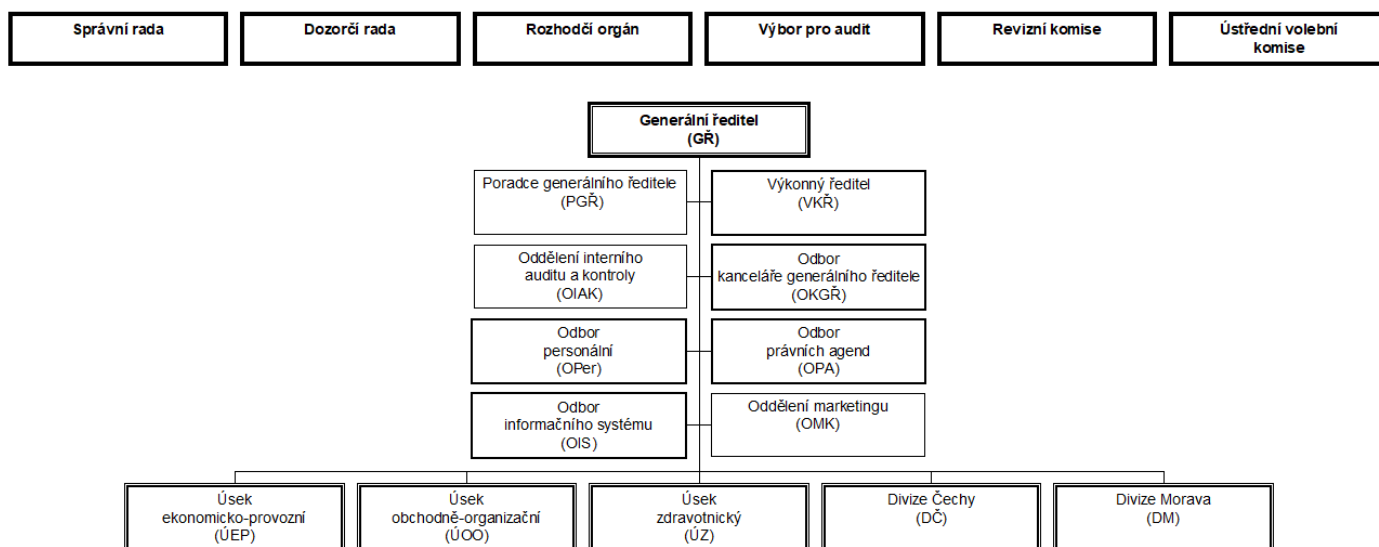 Správní rada
Dozorčí rada
Rozhodčí orgán
Výbor pro audit
Revizní komise
Ústřední volební
komise
Generální ředitel
(GŘ)
Poradce generálního ředitele
(PGŘ)
Výkonný ředitel
(VKŘ)
Oddělení interního
auditu a kontroly
(OIAK)
Odbor
kanceláře generálního ředitele
(OKGŘ)
Odbor
personální
(OPer)
Odbor
právních agend
(OPA)
Odbor
informačního systému
(OIS)
Oddělení marketingu
(OMK)
Úsek
ekonomicko-provozní
(ÚEP)
Úsek
obchodně-organizační
(ÚOO)
Úsek
zdravotnický
(ÚZ)
Divize Čechy
(DČ)
Divize Morava
(DM)